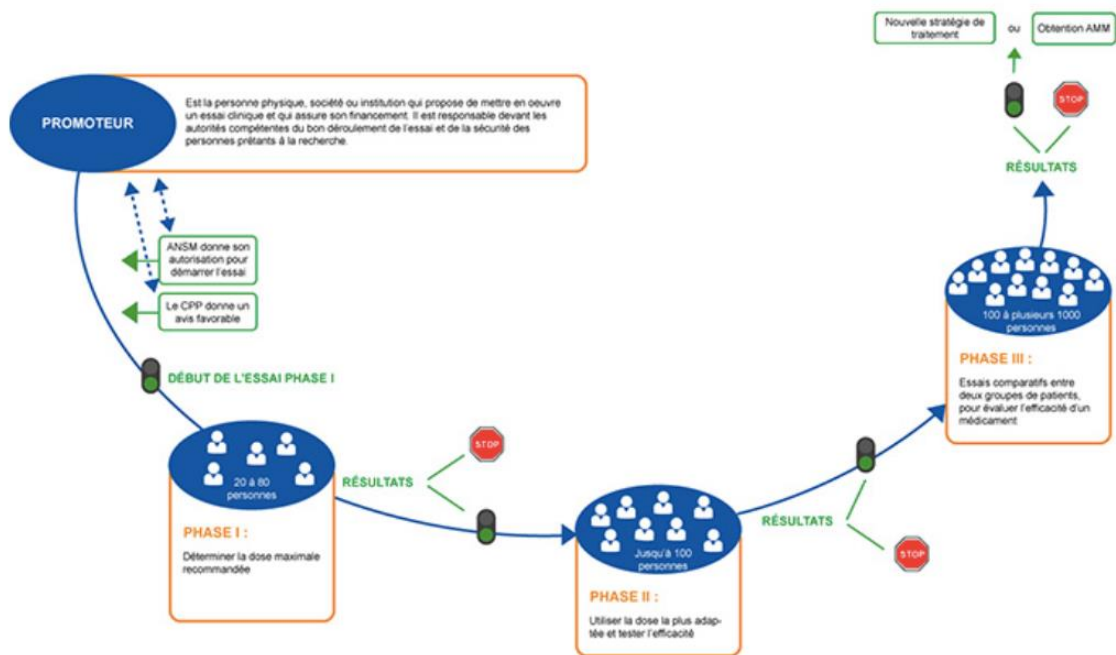 PROMOTEUR
Est la personne physique, société ou institution qui propose de mettre en oeuvre
un essai clinique et qui assure son financement. Il est responsable devant les
autorités compétentes du bon déroulement de l'essai et de la sécurité des
personnes prêtants à la recherche.
ANSM donne son
autorisation pour
démarrer l'essai
Le CPP donne un
avis favorable
DÉBUT DE L'ESSAI PHASE I
20 à 80
personnes
PHASE I :
Déterminer la dose maximale
recommandée
RÉSULTATS
STOP
Jusqu'à 100
personnes
PHASE II :
Utiliser la dose la plus adap-
tée et tester l'efficacité
RÉSULTATS
STOP
100 à plusieurs 1000
personnes
PHASE III :
Essais comparatifs entre
deux groupes de patients,
pour évaluer l'efficacité d'un
médicament
RÉSULTATS
STOP
Nouvelle stratégie de
traitement
ou
Obtention AMM